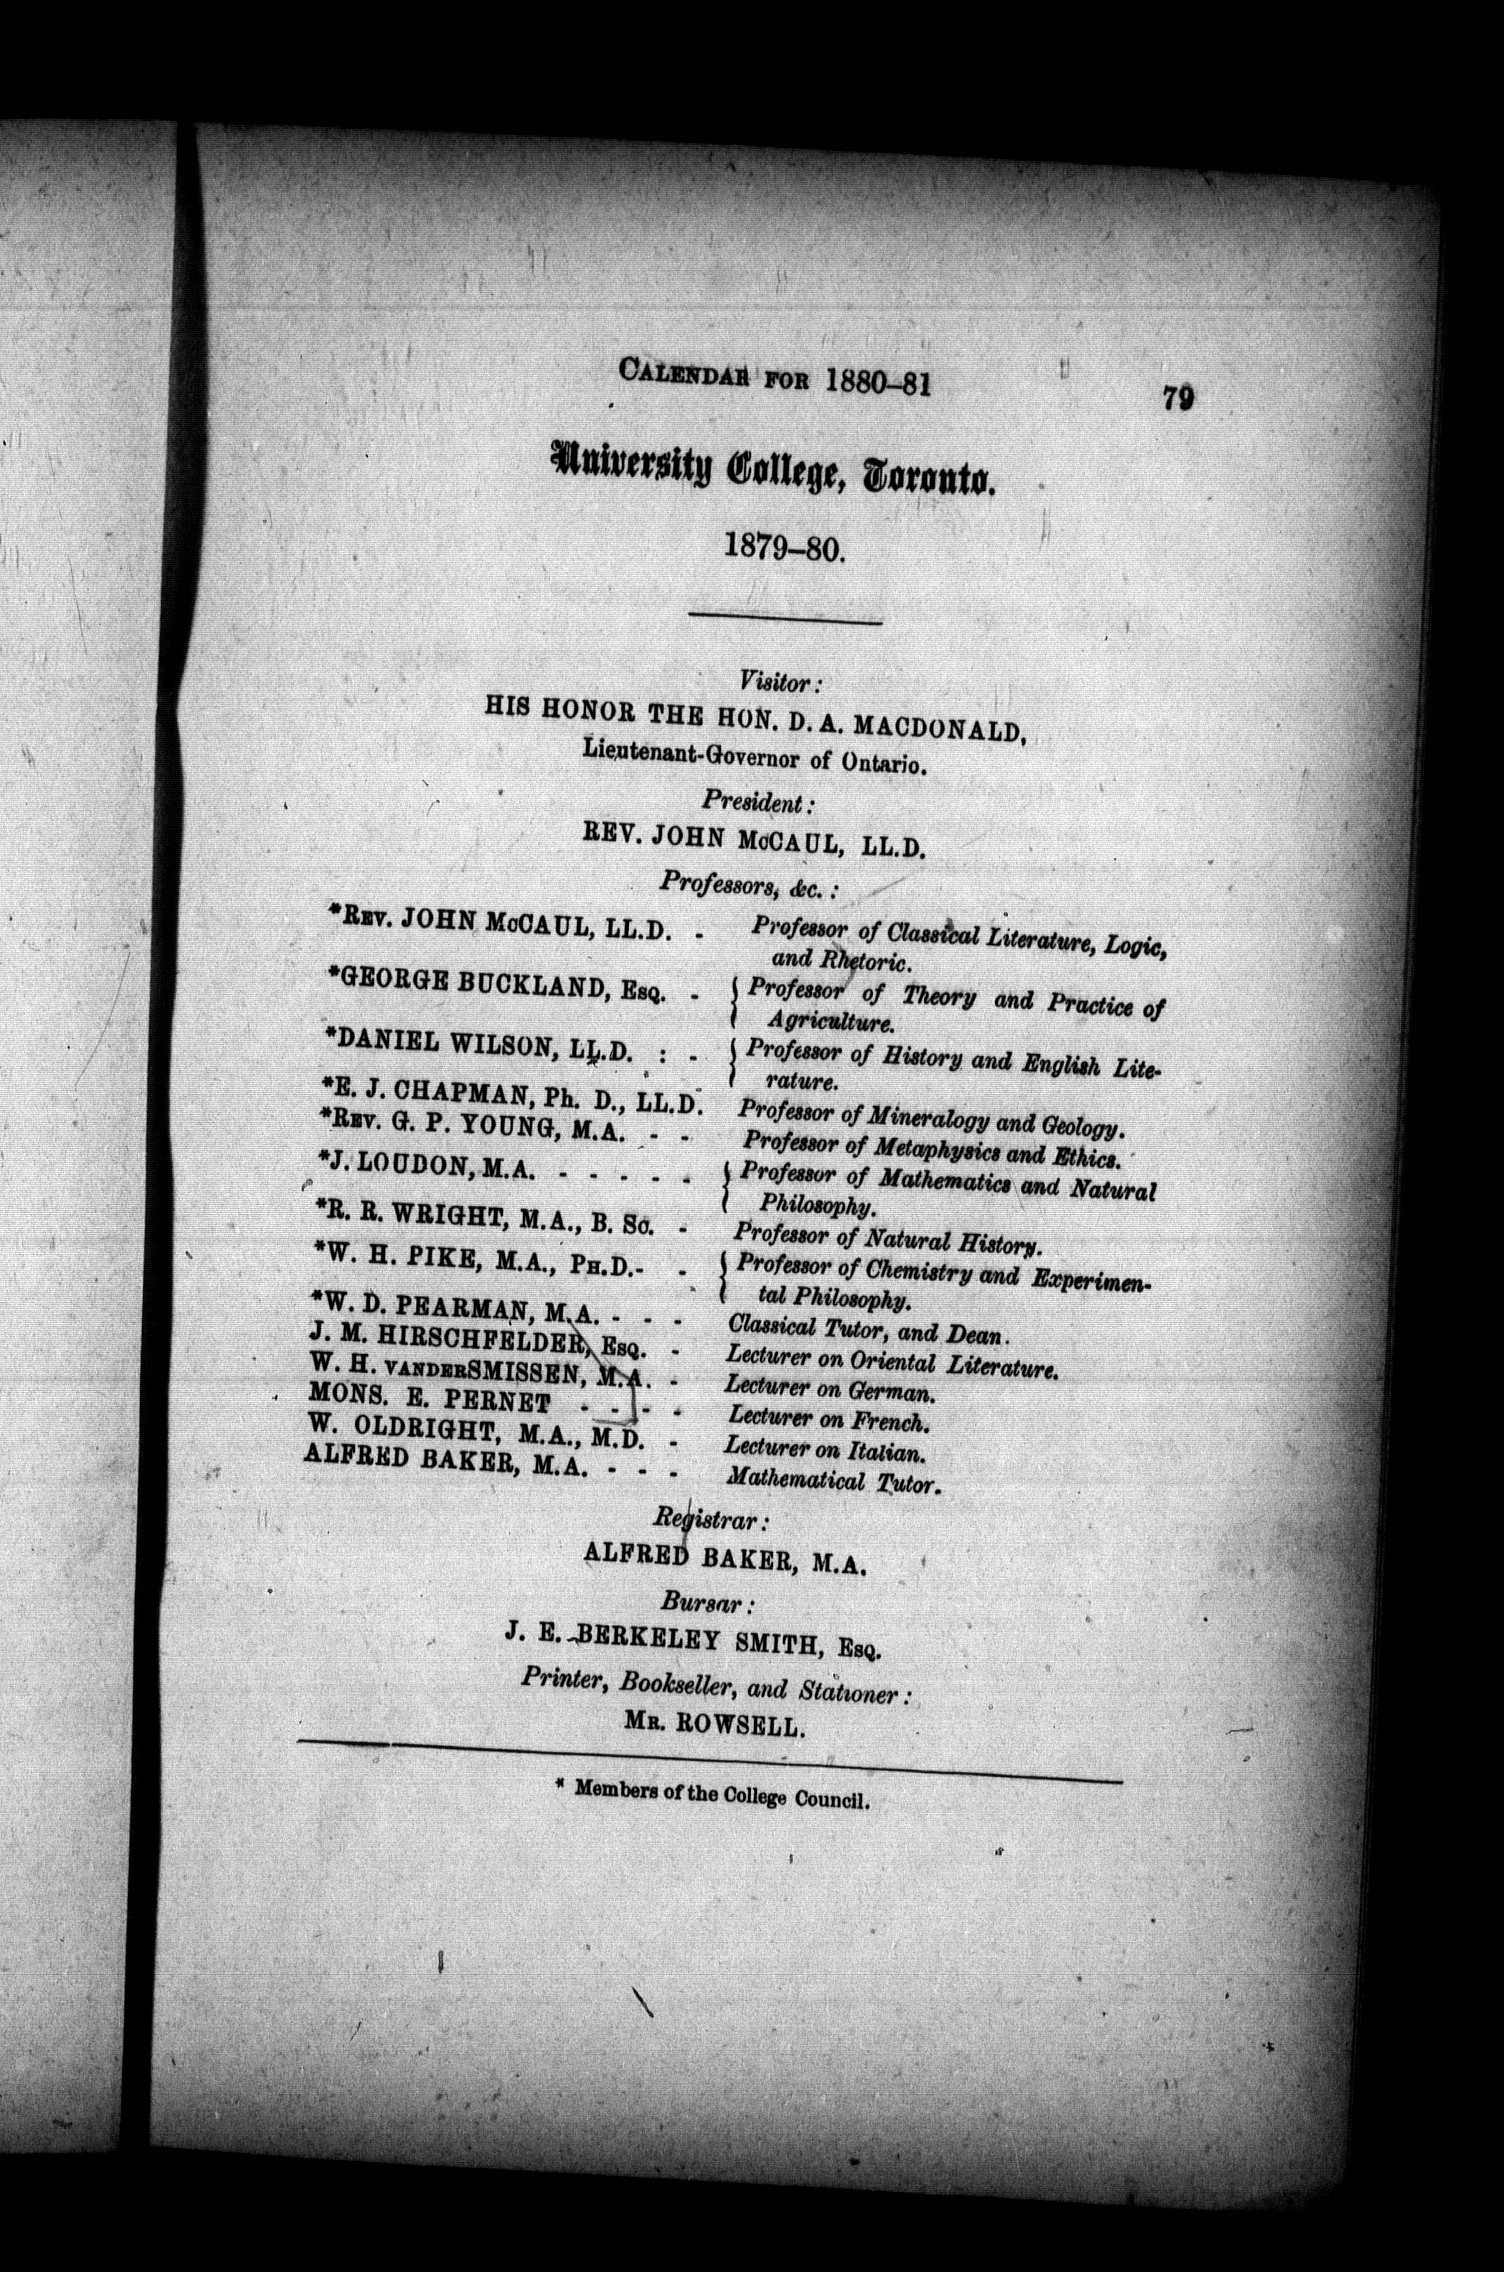 CALENDAR FOR 1880-81
79
University College, Toronto.
1879-80.
Visitor:
HIS HONOR THE HON. D. A. MACDONALD,
Lieutenant-Governor of Ontario.
President:
REV. JOHN McCAUL, LL.D.
Professors, &c.:
*REV. JOHN McCAUL, LL.D. - Professor of Classical Literature, Logic,
and Rhetoric.
*GEORGE BUCKLAND, ESQ. - { Professor of Theory and Practice of
Agriculture.
*DANIEL WILSON, LL.D. : - { Professor of History and English Lite-
rature.
*E. J. CHAPMAN, Ph. D., LL.D. Professor of Mineralogy and Geology.
*REV. G. P. YOUNG, M.A. - - Professor of Metaphysics and Ethics.
*J. LOUDON, M.A. - - - - - { Professor of Mathematics and Natural
Philosophy.
*R. R. WRIGHT, M.A., B. Sc. - Professor of Natural History.
*W. H. PIKE, M.A., PH.D.- - { Professor of Chemistry and Experimen-
tal Philosophy.
*W. D. PEARMAN, M.A. - - - Classical Tutor, and Dean.
J. M. HIRSCHFELDER, ESQ. - Lecturer on Oriental Literature.
W. H. VANDERSMISSEN, M.A. - Lecturer on German.
MONS. E. PERNET - - - - Lecturer on French.
W. OLDRIGHT, M.A., M.D. - Lecturer on Italian.
ALFRED BAKER, M.A. - - - Mathematical Tutor.
Registrar:
ALFRED BAKER, M.A.
Bursar:
J. E. BERKELEY SMITH, ESQ.
Printer, Bookseller, and Stationer:
MR. ROWSELL.
* Members of the College Council.